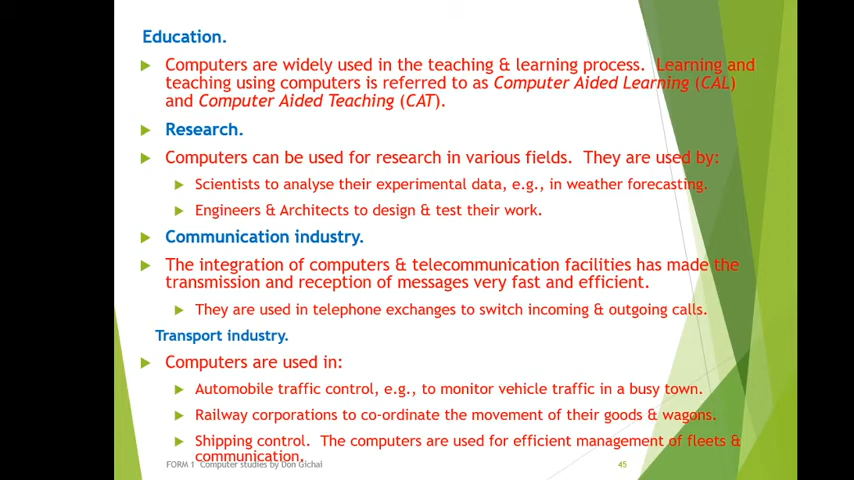 Education.
Computers are widely used in the teaching & learning process. Learning and
teaching using computers is referred to as Computer Aided Learning (CAL)
and Computer Aided Teaching (CAT).
Research.
Computers can be used for research in various fields. They are used by:
Scientists to analyse their experimental data, e.g., in weather forecasting.
Engineers & Architects to design & test their work.
Communication industry.
The integration of computers & telecommunication facilities has made the
transmission and reception of messages very fast and efficient.
They are used in telephone exchanges to switch incoming & outgoing calls.
Transport industry.
Computers are used in:
Automobile traffic control, e.g., to monitor vehicle traffic in a busy town.
Railway corporations to co-ordinate the movement of their goods & wagons.
Shipping control. The computers are used for efficient management of fleets &
communication.
FORM 1 Computer studies by Don Gichai
45